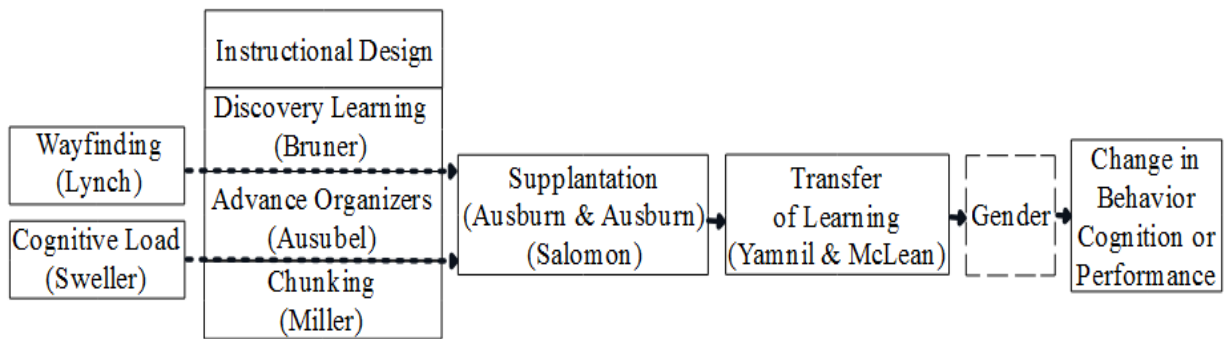 Wayfinding
(Lynch)
Cognitive Load
(Sweller)
Instructional Design
Discovery Learning
(Bruner)
Advance Organizers
(Ausubel)
Chunking
(Miller)
Supplantation
(Ausburn & Ausburn)
(Salomon)
Transfer
of Learning
(Yamnil & McLean)
Gender
Change in
Behavior
Cognition or
Performance